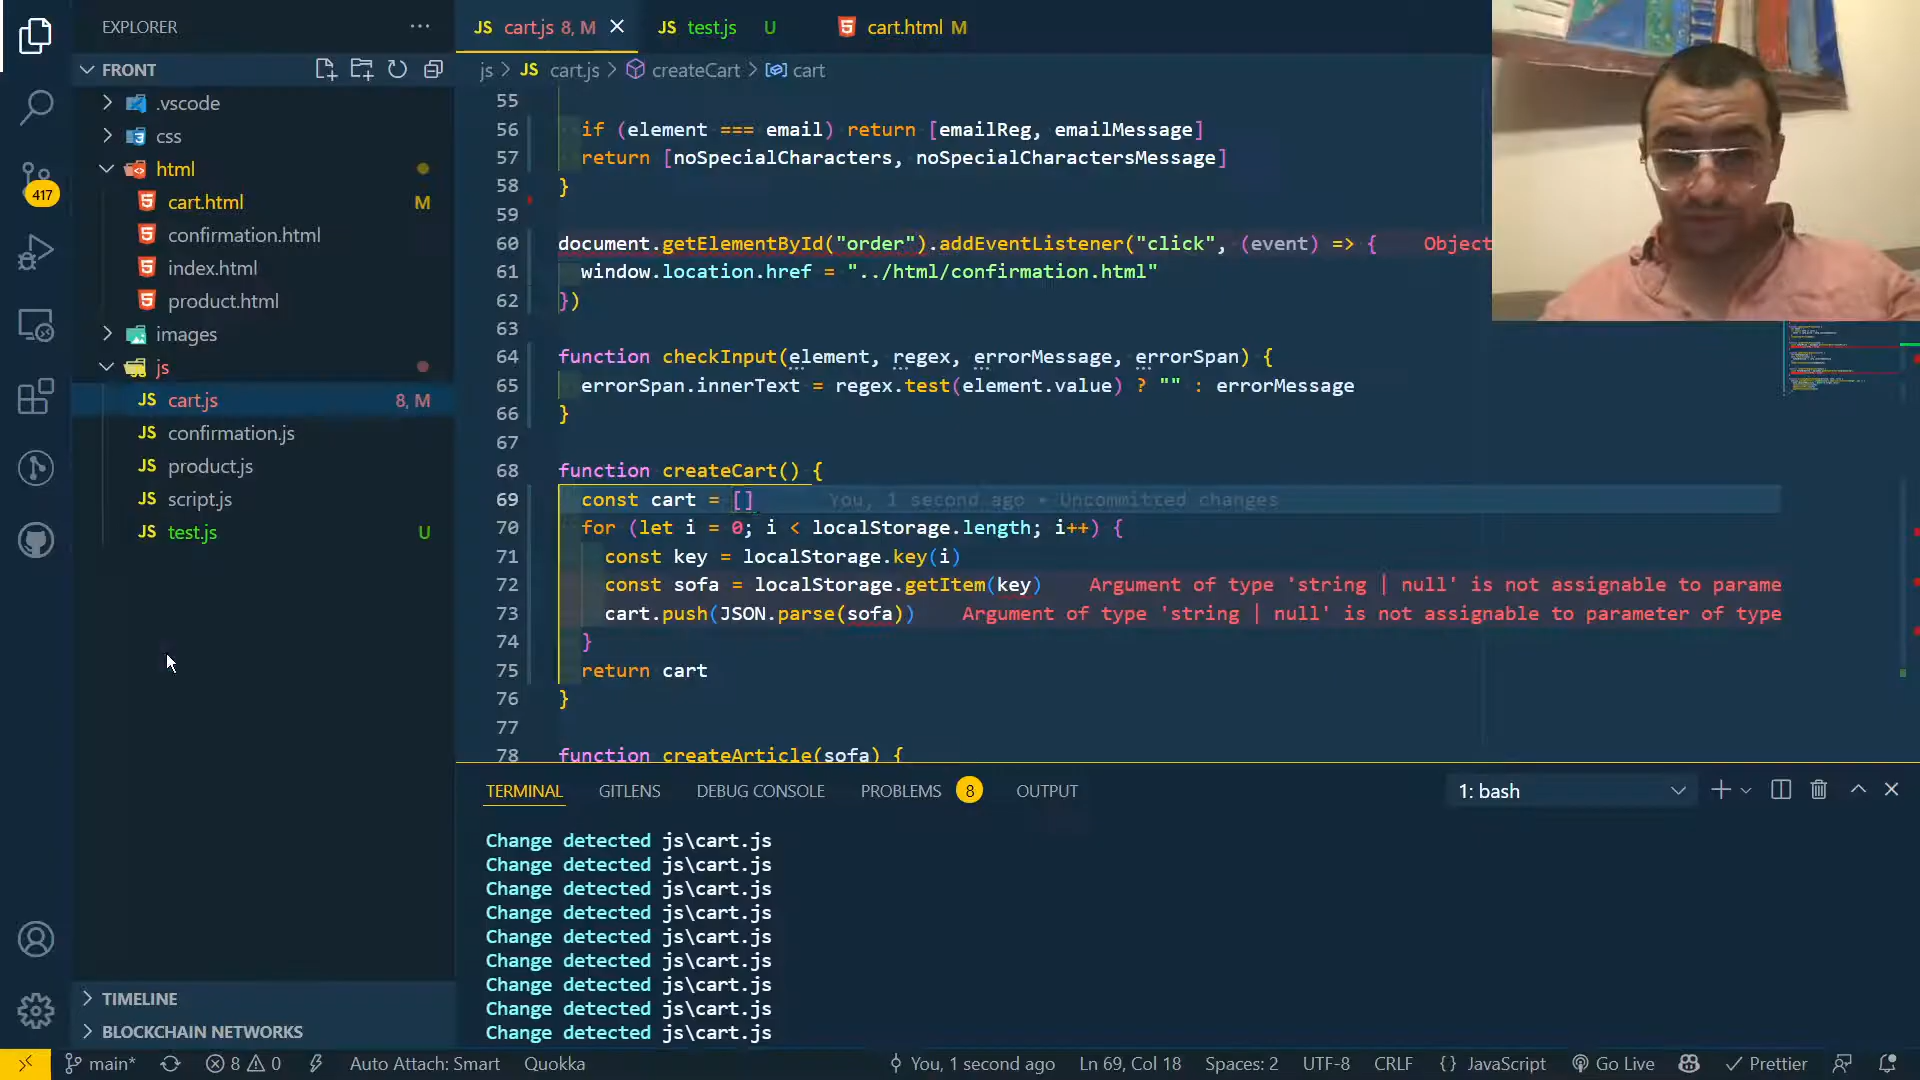 EXPLORER
FRONT
.vscode
css
html
cart.html M
confirmation.html
index.html
product.html
images
js
JS cart.js 8, M
JS confirmation.js
JS product.js
JS script.js
JS test.js U
TIMELINE
BLOCKCHAIN NETWORKS
417
JS cart.js 8, M
JS test.js U
cart.html M
js > JS cart.js > createCart > cart
55
56 if (element === email) return [emailReg, emailMessage]
57 return [noSpecialCharacters, noSpecialCharactersMessage]
58 }
59
60 document.getElementById("order").addEventListener("click", (event) => { Object
61 window.location.href = "../html/confirmation.html"
62 })
63
64 function checkInput(element, regex, errorMessage, errorSpan) {
65 errorSpan.innerText = regex.test(element.value) ? "" : errorMessage
66 }
67
68 function createCart() {
69 const cart = [] You, 1 second ago • Uncommitted changes
70 for (let i = 0; i < localStorage.length; i++) {
71 const key = localStorage.key(i)
72 const sofa = localStorage.getItem(key) Argument of type 'string | null' is not assignable to parame
73 cart.push(JSON.parse(sofa)) Argument of type 'string | null' is not assignable to parameter of type
74 }
75 return cart
76 }
77
78 function createArticle(sofa) {
TERMINAL GITLENS DEBUG CONSOLE PROBLEMS 8 OUTPUT
1: bash
Change detected js\cart.js
Change detected js\cart.js
Change detected js\cart.js
Change detected js\cart.js
Change detected js\cart.js
Change detected js\cart.js
Change detected js\cart.js
Change detected js\cart.js
Change detected js\cart.js
main* 8 0 Auto Attach: Smart Quokka You, 1 second ago Ln 69, Col 18 Spaces: 2 UTF-8 CRLF {} JavaScript Go Live Prettier